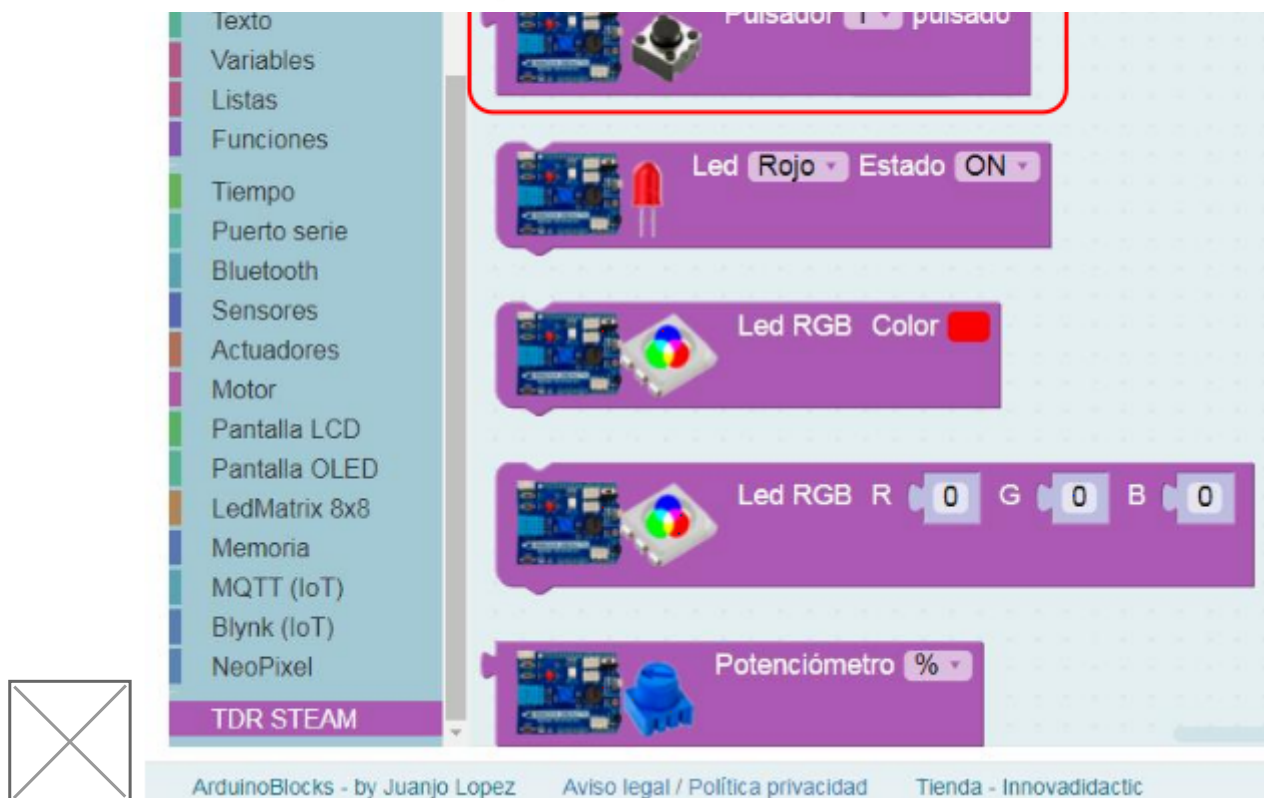 Texto
Variables
Listas
Funciones
Tiempo
Puerto serie
Bluetooth
Sensores
Actuadores
Motor
Pantalla LCD
Pantalla OLED
LedMatrix 8x8
Memoria
MQTT (IoT)
Blynk (IoT)
NeoPixel
TDR STEAM
Pulsador 1 pulsado
Led Rojo Estado ON
Led RGB Color
Led RGB R 0 G 0 B 0
Potenciómetro %
ArduinoBlocks - by Juanjo Lopez Aviso legal / Política privacidad Tienda - Innovadidactic